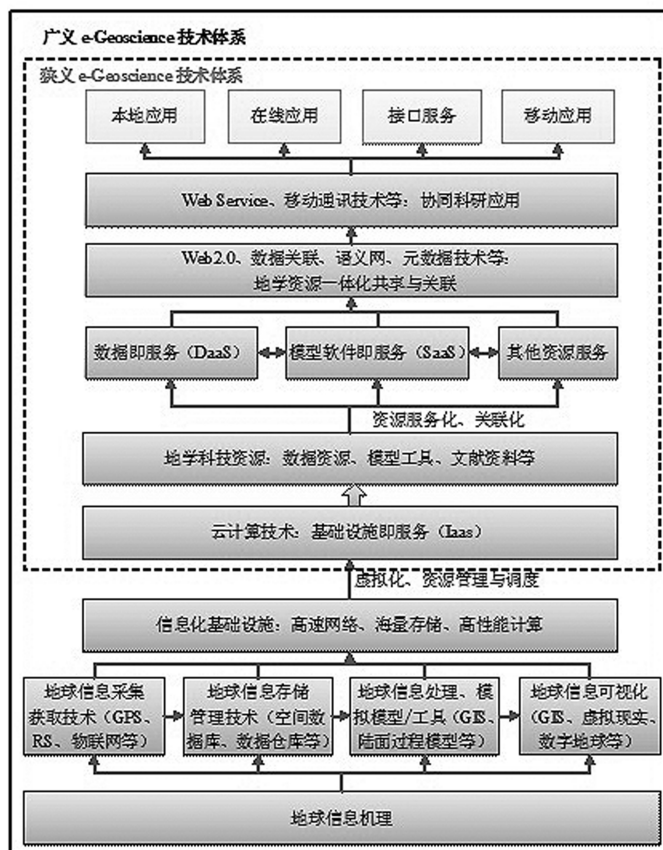 广义 e-Geoscience 技术体系
狭义 e-Geoscience 技术体系
本地应用
在线应用
接口服务
移动应用
Web Service、移动通讯技术等：协同科研应用
Web2.0、数据关联、语义网、元数据技术等：
地学资源一体化共享与关联
数据即服务（DaaS）
模型软件即服务（SaaS）
其他资源服务
资源服务化、关联化
地学科技资源：数据资源、模型工具、文献资料等
云计算技术：基础设施即服务（Iaas）
虚拟化、资源管理与调度
信息化基础设施：高速网络、海量存储、高性能计算
地球信息采集
获取技术（GPS、
RS、物联网等）
地球信息存储
管理技术（空间数
据库、数据仓库等）
地球信息处理、模
拟模型/工具（GIS、
陆面过程模型等）
地球信息可视化
（GIS、虚拟现实、
数字地球等）
地球信息机理